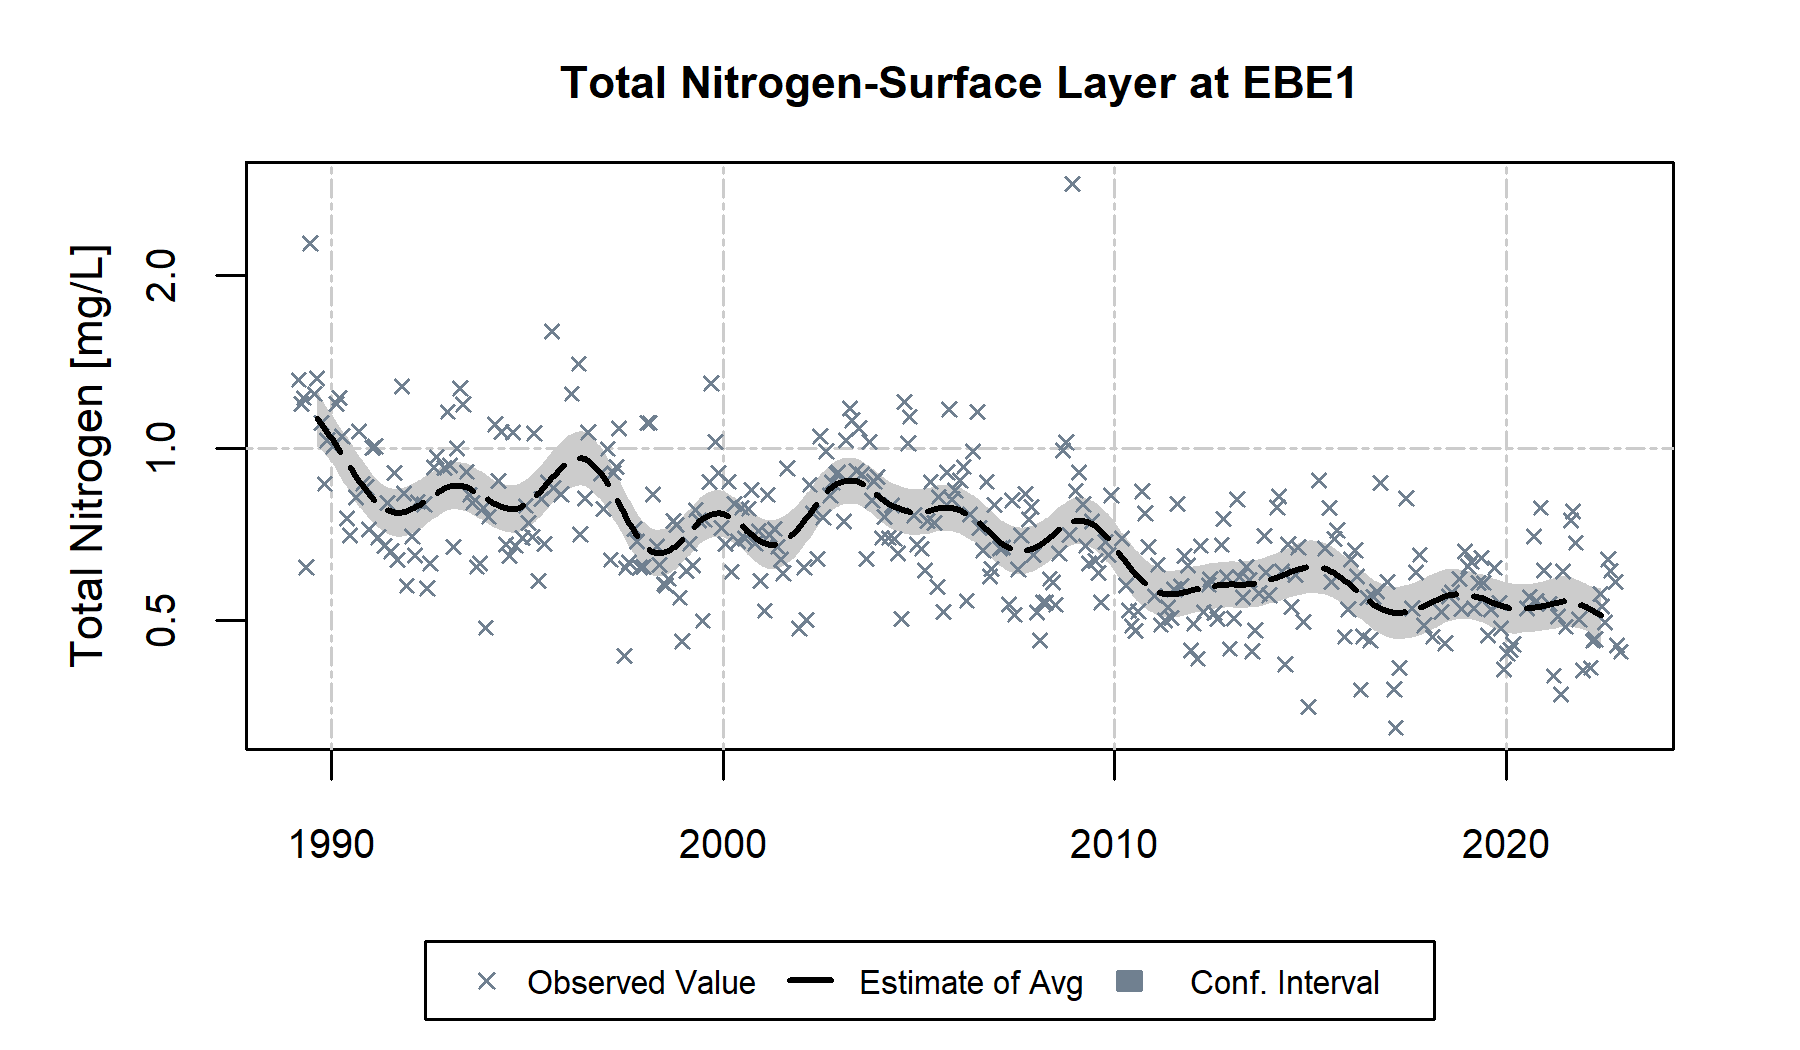 Total Nitrogen-Surface Layer at EBE1
Total Nitrogen [mg/L]
2.0
1.0
0.5
1990 2000 2010 2020
Observed Value Estimate of Avg Conf. Interval